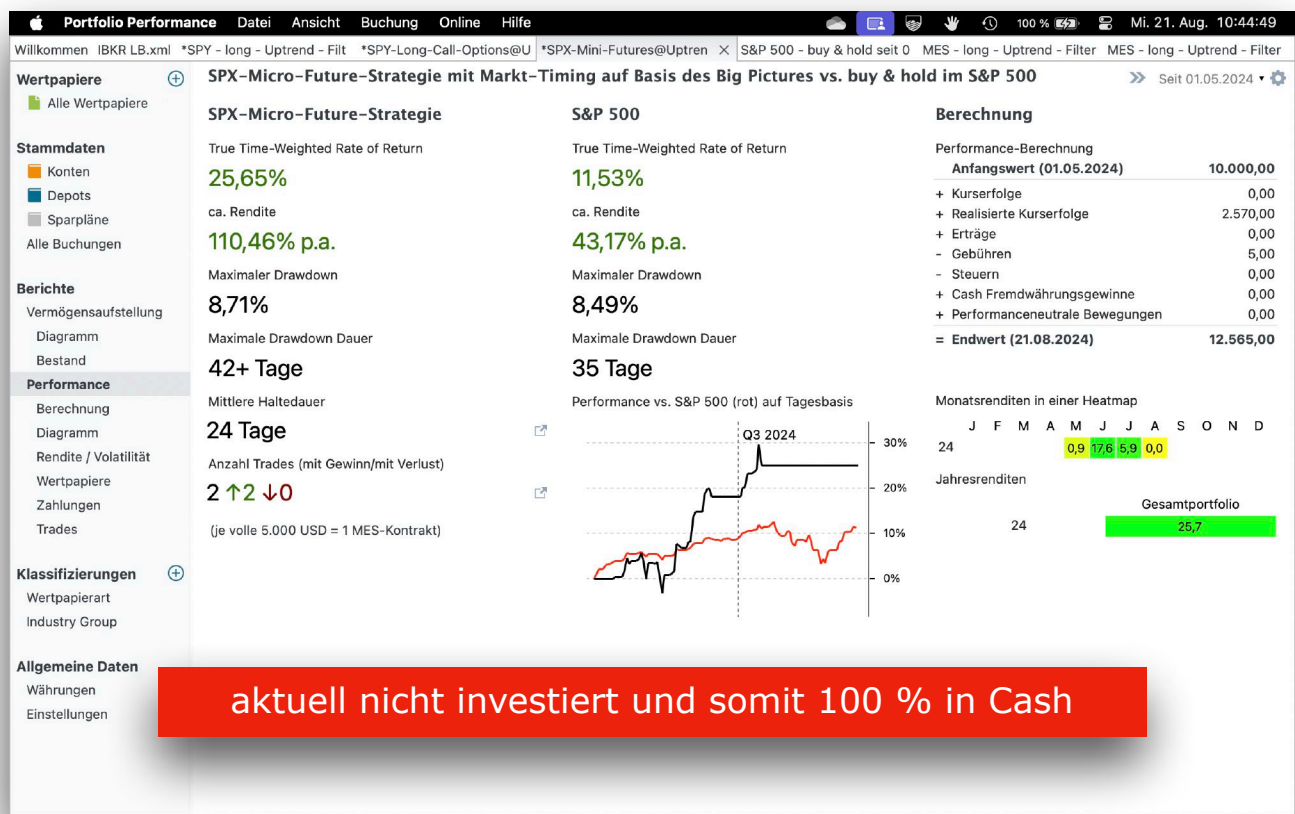 Portfolio Performance Datei Ansicht Buchung Online Hilfe 100 % Mi. 21. Aug. 10:44:49
Willkommen IBKR LB.xml *SPY - long - Uptrend - Filt *SPY-Long-Call-Options@U *SPX-Mini-Futures@Uptren × S&P 500 - buy & hold seit 0 MES - long - Uptrend - Filter MES - long - Uptrend - Filter
Wertpapiere
Alle Wertpapiere
Stammdaten
Konten
Depots
Sparpläne
Alle Buchungen
Berichte
Vermögensaufstellung
Diagramm
Bestand
Performance
Berechnung
Diagramm
Rendite / Volatilität
Wertpapiere
Zahlungen
Trades
Klassifizierungen
Wertpapierart
Industry Group
Allgemeine Daten
Währungen
Einstellungen
SPX-Micro-Future-Strategie mit Markt-Timing auf Basis des Big Pictures vs. buy & hold im S&P 500
Seit 01.05.2024
SPX-Micro-Future-Strategie
True Time-Weighted Rate of Return
25,65%
ca. Rendite
110,46% p.a.
Maximaler Drawdown
8,71%
Maximale Drawdown Dauer
42+ Tage
Mittlere Haltedauer
24 Tage
Anzahl Trades (mit Gewinn/mit Verlust)
2 ↑2 ↓0
(je volle 5.000 USD = 1 MES-Kontrakt)
S&P 500
True Time-Weighted Rate of Return
11,53%
ca. Rendite
43,17% p.a.
Maximaler Drawdown
8,49%
Maximale Drawdown Dauer
35 Tage
Performance vs. S&P 500 (rot) auf Tagesbasis
Q3 2024
30%
20%
10%
0%
Berechnung
Performance-Berechnung
Anfangswert (01.05.2024) 10.000,00
+ Kurserfolge 0,00
+ Realisierte Kurserfolge 2.570,00
+ Erträge 0,00
- Gebühren 5,00
- Steuern 0,00
+ Cash Fremdwährungsgewinne 0,00
+ Performanceneutrale Bewegungen 0,00
= Endwert (21.08.2024) 12.565,00
Monatsrenditen in einer Heatmap
J F M A M J J A S O N D
24 0,9 17,6 5,9 0,0
Jahresrenditen
Gesamtportfolio
24 25,7
aktuell nicht investiert und somit 100 % in Cash